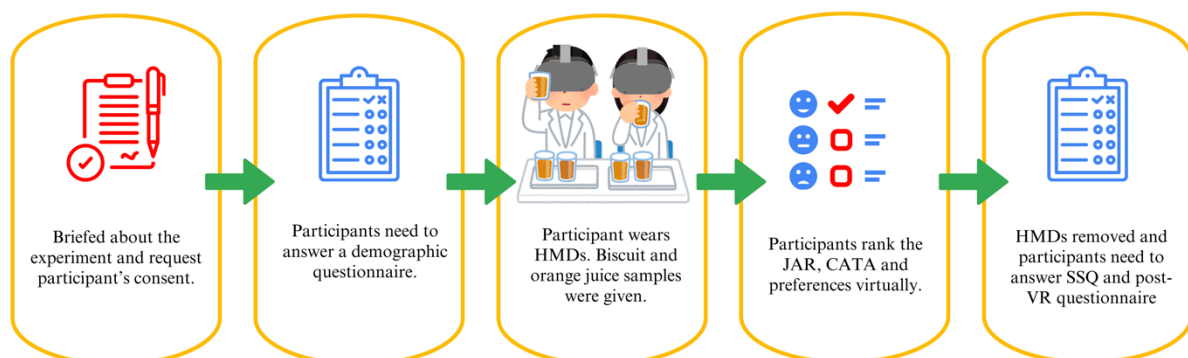 Briefed about the
experiment and request
participant's consent.
Participants need to
answer a demographic
questionnaire.
Participant wears
HMDs. Biscuit and
orange juice samples
were given.
Participants rank the
JAR, CATA and
preferences virtually.
HMDs removed and
participants need to
answer SSQ and post-
VR questionnaire